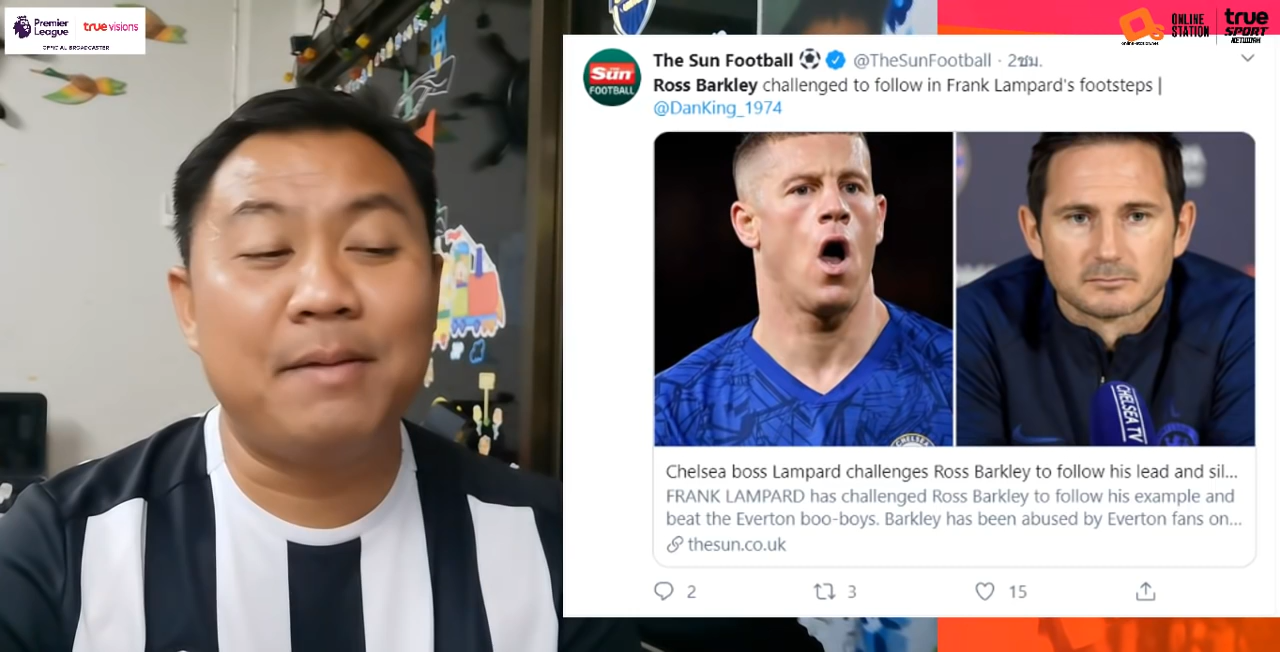 Premier League
true visions
OFFICIAL BROADCASTER
ONLINE STATION
true SPORT NETWORK
The Sun Football @TheSunFootball · 2ชม.
THE Sun FOOTBALL
Ross Barkley challenged to follow in Frank Lampard's footsteps |
@DanKing_1974
CHELSEA TV
CHELSEA
Chelsea boss Lampard challenges Ross Barkley to follow his lead and sil...
FRANK LAMPARD has challenged Ross Barkley to follow his example and
beat the Everton boo-boys. Barkley has been abused by Everton fans on...
thesun.co.uk
2 3 15